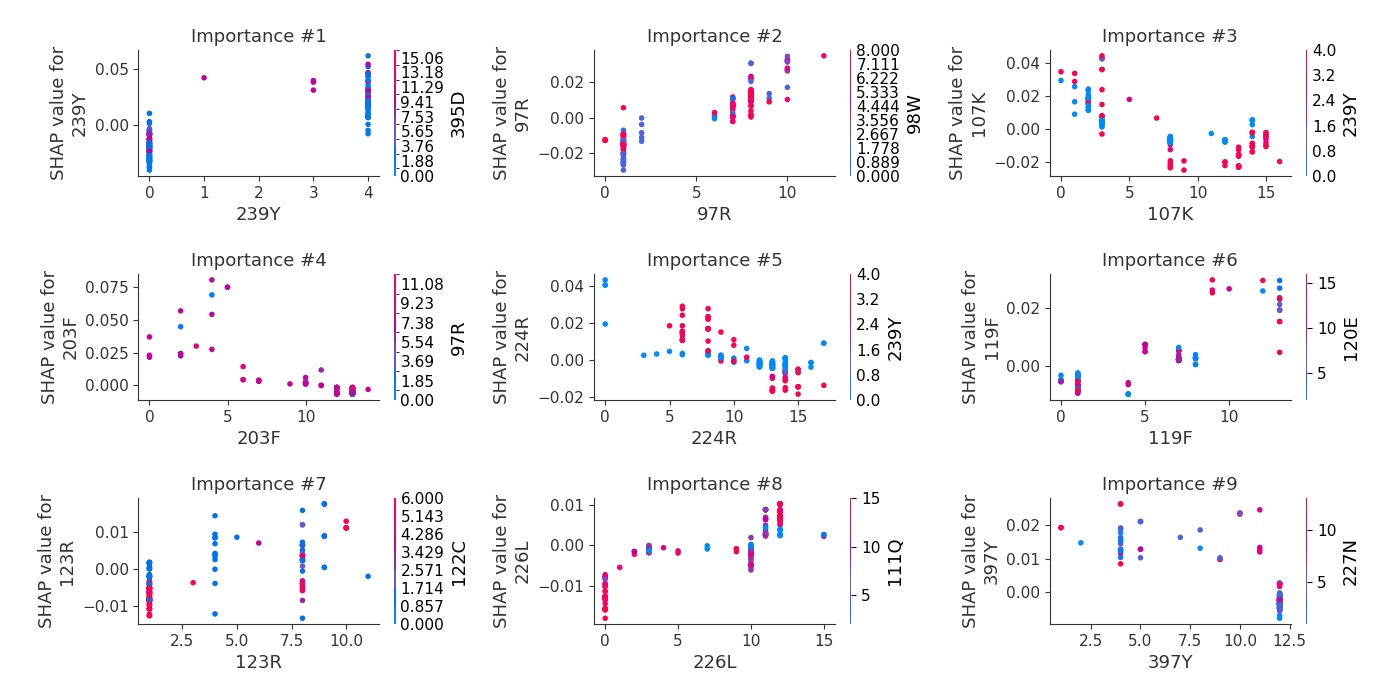 Importance #1
SHAP value for
239Y
0.05
0.00
0 1 2 3 4
239Y
15.06
13.18
11.29
9.41
7.53
5.65
3.76
1.88
0.00
395D
Importance #2
SHAP value for
97R
0.02
0.00
−0.02
0 5 10
97R
8.000
7.111
6.222
5.333
4.444
3.556
2.667
1.778
0.889
0.000
98W
Importance #3
SHAP value for
107K
0.04
0.02
0.00
−0.02
0 5 10 15
107K
4.0
3.2
2.4
1.6
0.8
0.0
239Y
Importance #4
SHAP value for
203F
0.075
0.050
0.025
0.000
0 5 10
203F
11.08
9.23
7.38
5.54
3.69
1.85
0.00
97R
Importance #5
SHAP value for
224R
0.04
0.02
0.00
−0.02
0 5 10 15
224R
4.0
3.2
2.4
1.6
0.8
0.0
239Y
Importance #6
SHAP value for
119F
0.02
0.00
0 5 10
119F
15
10
5
120E
Importance #7
SHAP value for
123R
0.01
0.00
−0.01
2.5 5.0 7.5 10.0
123R
6.000
5.143
4.286
3.429
2.571
1.714
0.857
0.000
122C
Importance #8
SHAP value for
226L
0.01
0.00
−0.01
0 5 10 15
226L
15
10
5
111Q
Importance #9
SHAP value for
397Y
0.02
0.01
0.00
2.5 5.0 7.5 10.0 12.5
397Y
10
5
227N